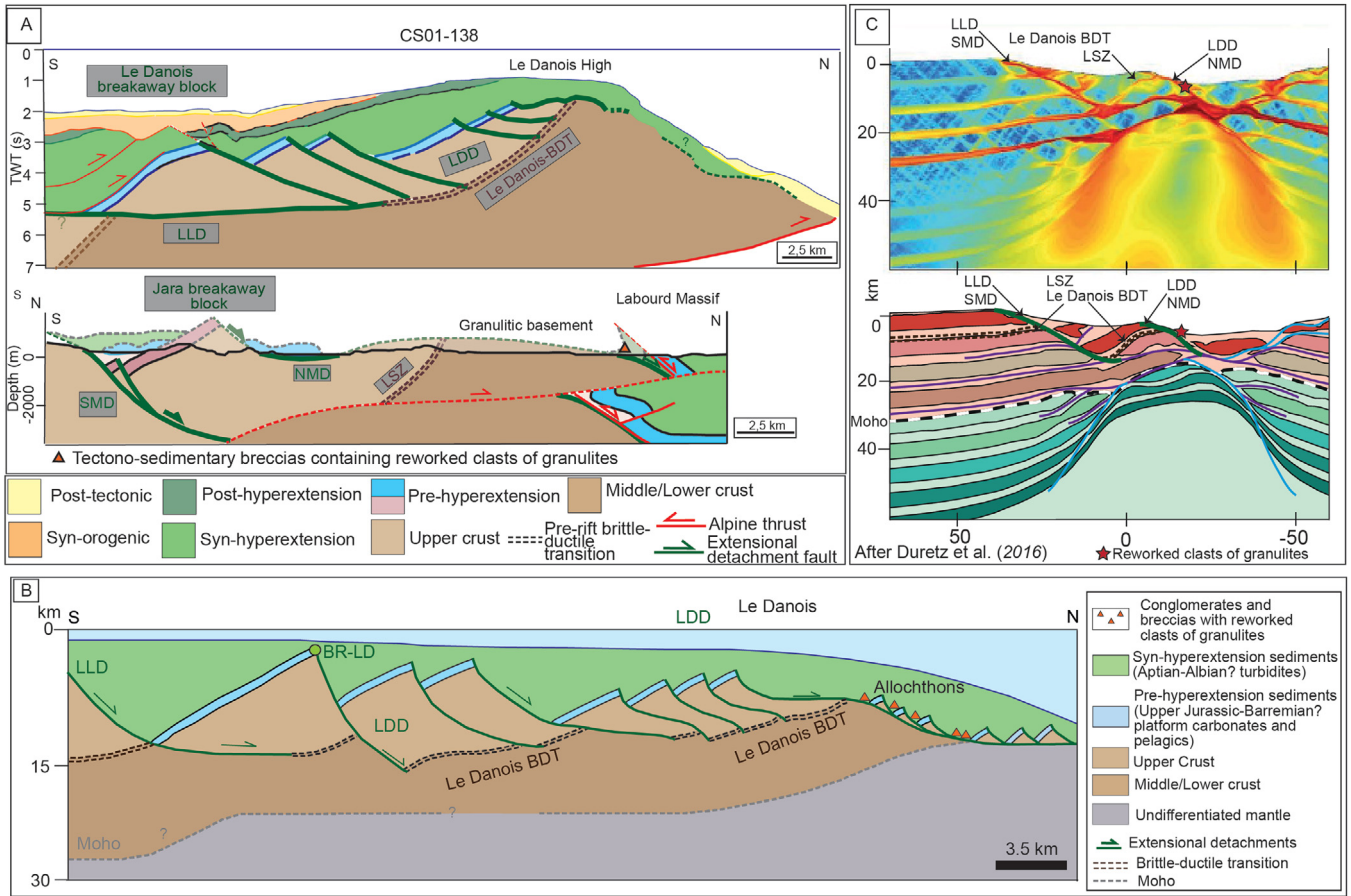 A
CS01-138
S
N
Le Danois
breakaway block
Le Danois High
0
1
2
3
4
5
6
7
TWT (s)
LDD
Le Danois-BDT
?
?
LLD
2,5 km
S
N
S
Jara breakaway
block
Labourd Massif
N
Granulitic basement
0
-2000
Depth (m)
SMD
NMD
LSZ
2,5 km
Tectono-sedimentary breccias containing reworked clasts of granulites
Post-tectonic
Post-hyperextension
Pre-hyperextension
Middle/Lower crust
Syn-orogenic
Syn-hyperextension
Upper crust
Pre-rift brittle-
ductile
transition
Alpine thrust
Extensional
detachment fault
C
LLD
SMD
Le Danois BDT
LSZ
LDD
NMD
0
20
40
km
LLD
SMD
LSZ
Le Danois BDT
LDD
NMD
0
20
Moho
40
50
0
-50
After Duretz et al. (2016)
Reworked clasts of granulites
B
km
S
LDD
Le Danois
N
0
15
30
LLD
BR-LD
LDD
Allochthons
Le Danois BDT
Le Danois BDT
Moho
?
?
3.5 km
Conglomerates and
breccias with reworked
clasts of granulites
Syn-hyperextension sediments
(Aptian-Albian? turbidites)
Pre-hyperextension sediments
(Upper Jurassic-Barremian?
platform carbonates and
pelagics)
Upper Crust
Middle/Lower crust
Undifferentiated mantle
Extensional detachments
Brittle-ductile transition
Moho